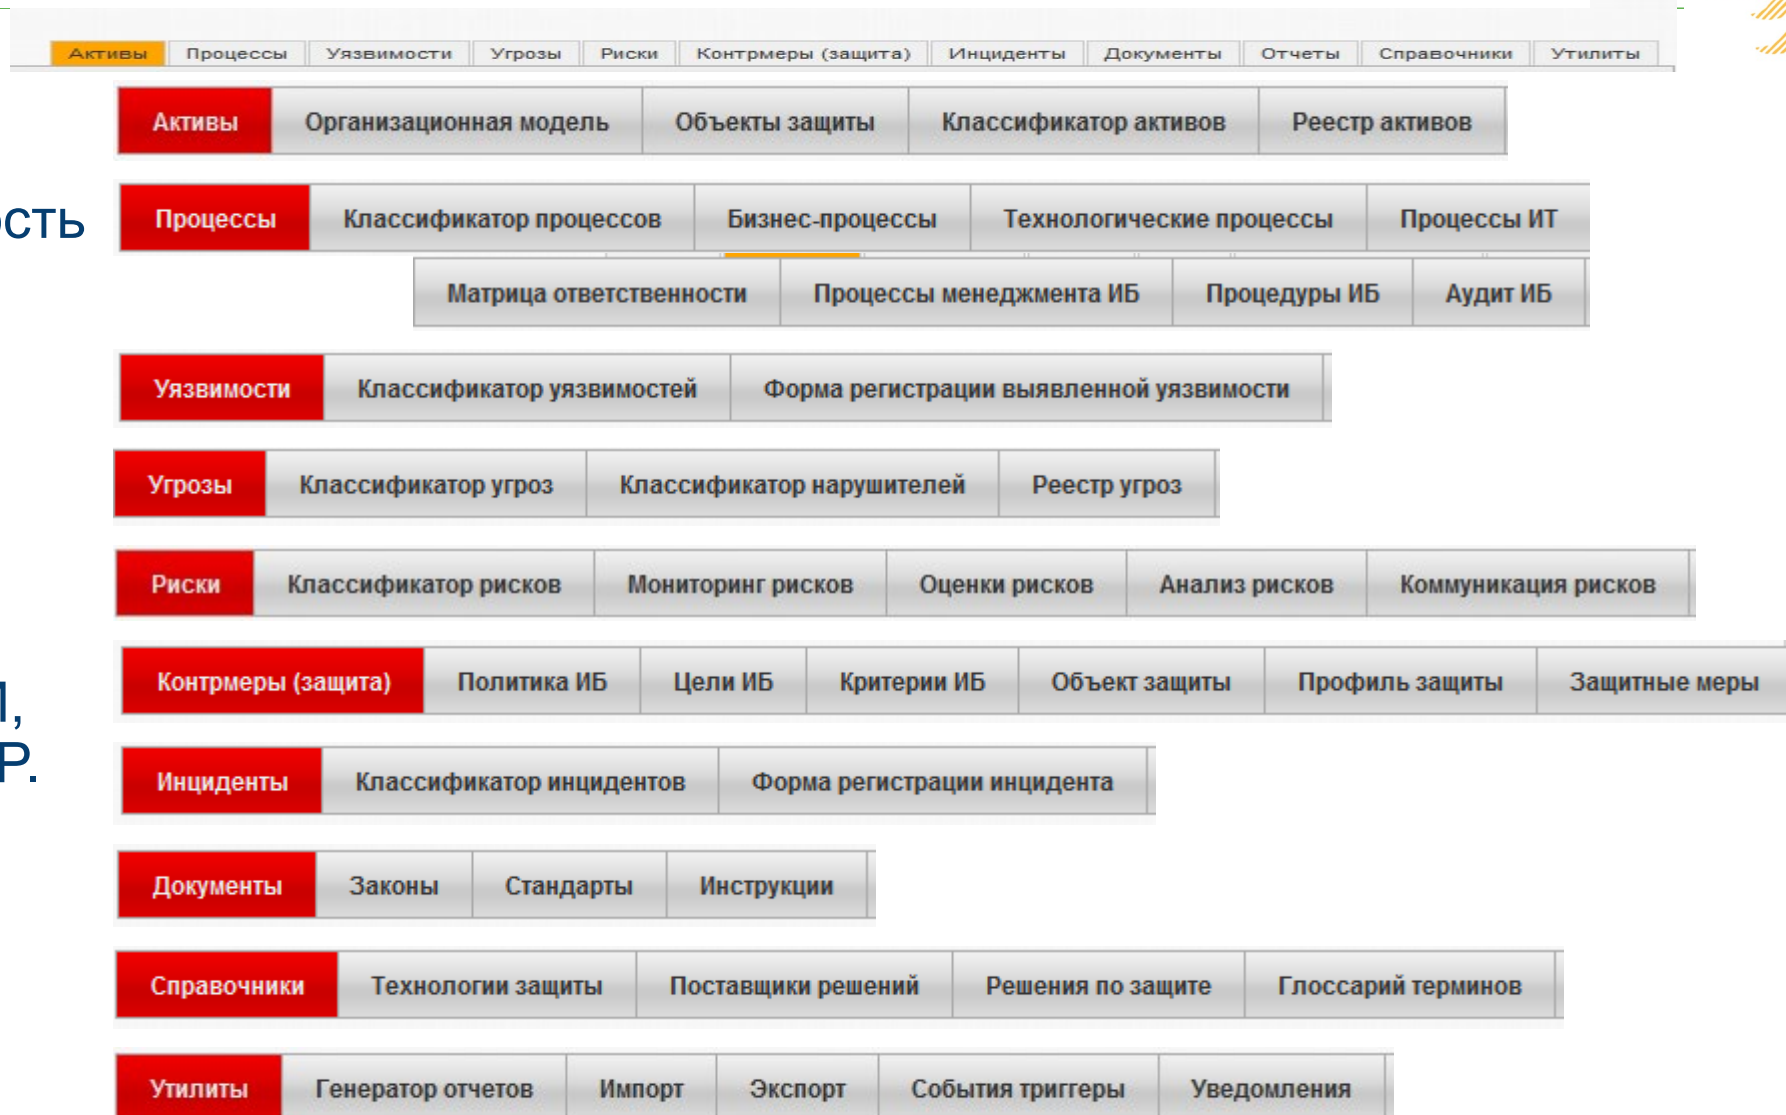 Активы Процессы Уязвимости Угрозы Риски Контрмеры (защита) Инциденты Документы Отчеты Справочники Утилиты
Активы Организационная модель Объекты защиты Классификатор активов Реестр активов
ость Процессы Классификатор процессов Бизнес-процессы Технологические процессы Процессы ИТ
Матрица ответственности Процессы менеджмента ИБ Процедуры ИБ Аудит ИБ
Уязвимости Классификатор уязвимостей Форма регистрации выявленной уязвимости
Угрозы Классификатор угроз Классификатор нарушителей Реестр угроз
Риски Классификатор рисков Мониторинг рисков Оценки рисков Анализ рисков Коммуникация рисков
Контрмеры (защита) Политика ИБ Цели ИБ Критерии ИБ Объект защиты Профиль защиты Защитные меры
Р.
Инциденты Классификатор инцидентов Форма регистрации инцидента
Документы Законы Стандарты Инструкции
Справочники Технологии защиты Поставщики решений Решения по защите Глоссарий терминов
Утилиты Генератор отчетов Импорт Экспорт События триггеры Уведомления